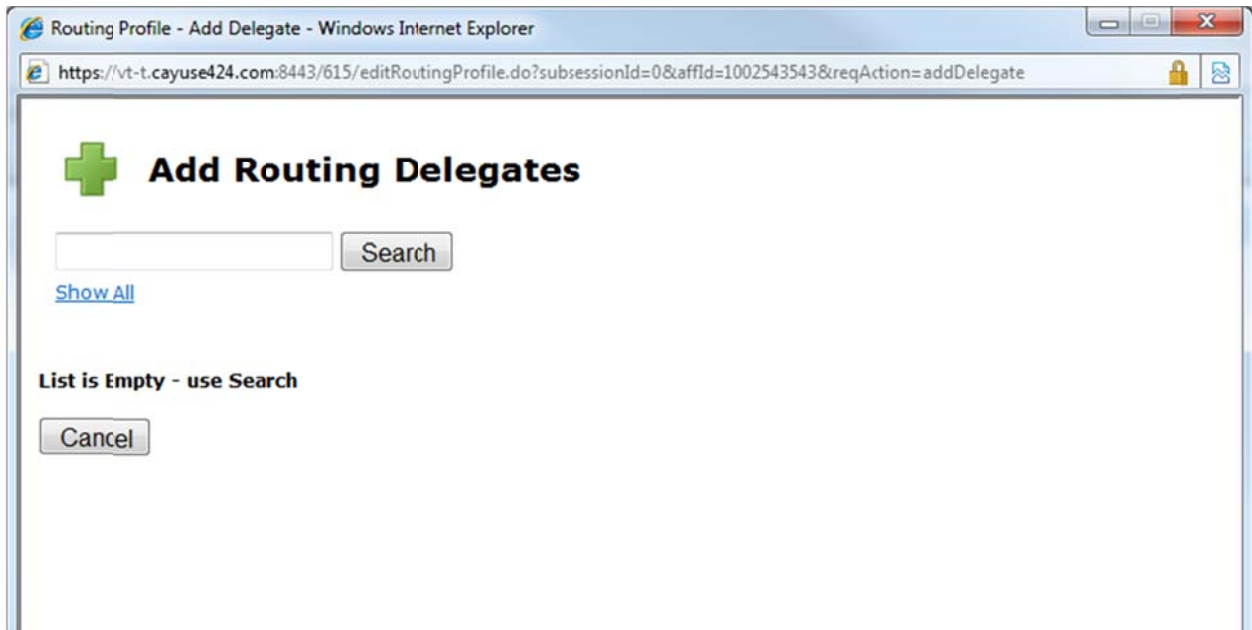 Routing Profile - Add Delegate - Windows Internet Explorer
https://vt-t.cayuse424.com:8443/615/editRoutingProfile.do?subsessionId=0&affId=1002543543&reqAction=addDelegate
Add Routing Delegates
Search
Show All
List is Empty - use Search
Cancel